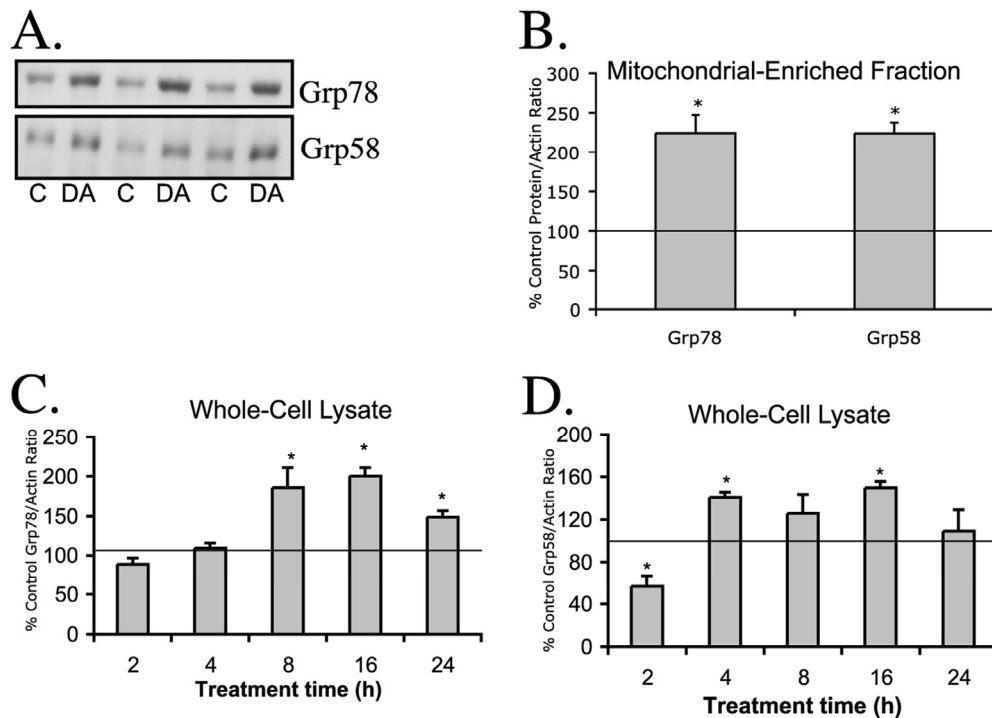 A.
Grp78
Grp58
C DA C DA C DA
B.
Mitochondrial-Enriched Fraction
% Control Protein/Actin Ratio
300
250
200
150
100
50
0
* *
Grp78 Grp58
C.
Whole-Cell Lysate
% Control Grp78/Actin Ratio
250
200
150
100
50
0
* * *
2 4 8 16 24
Treatment time (h)
D.
Whole-Cell Lysate
% Control Grp58/Actin Ratio
200
160
120
80
40
0
* * *
2 4 8 16 24
Treatment time (h)